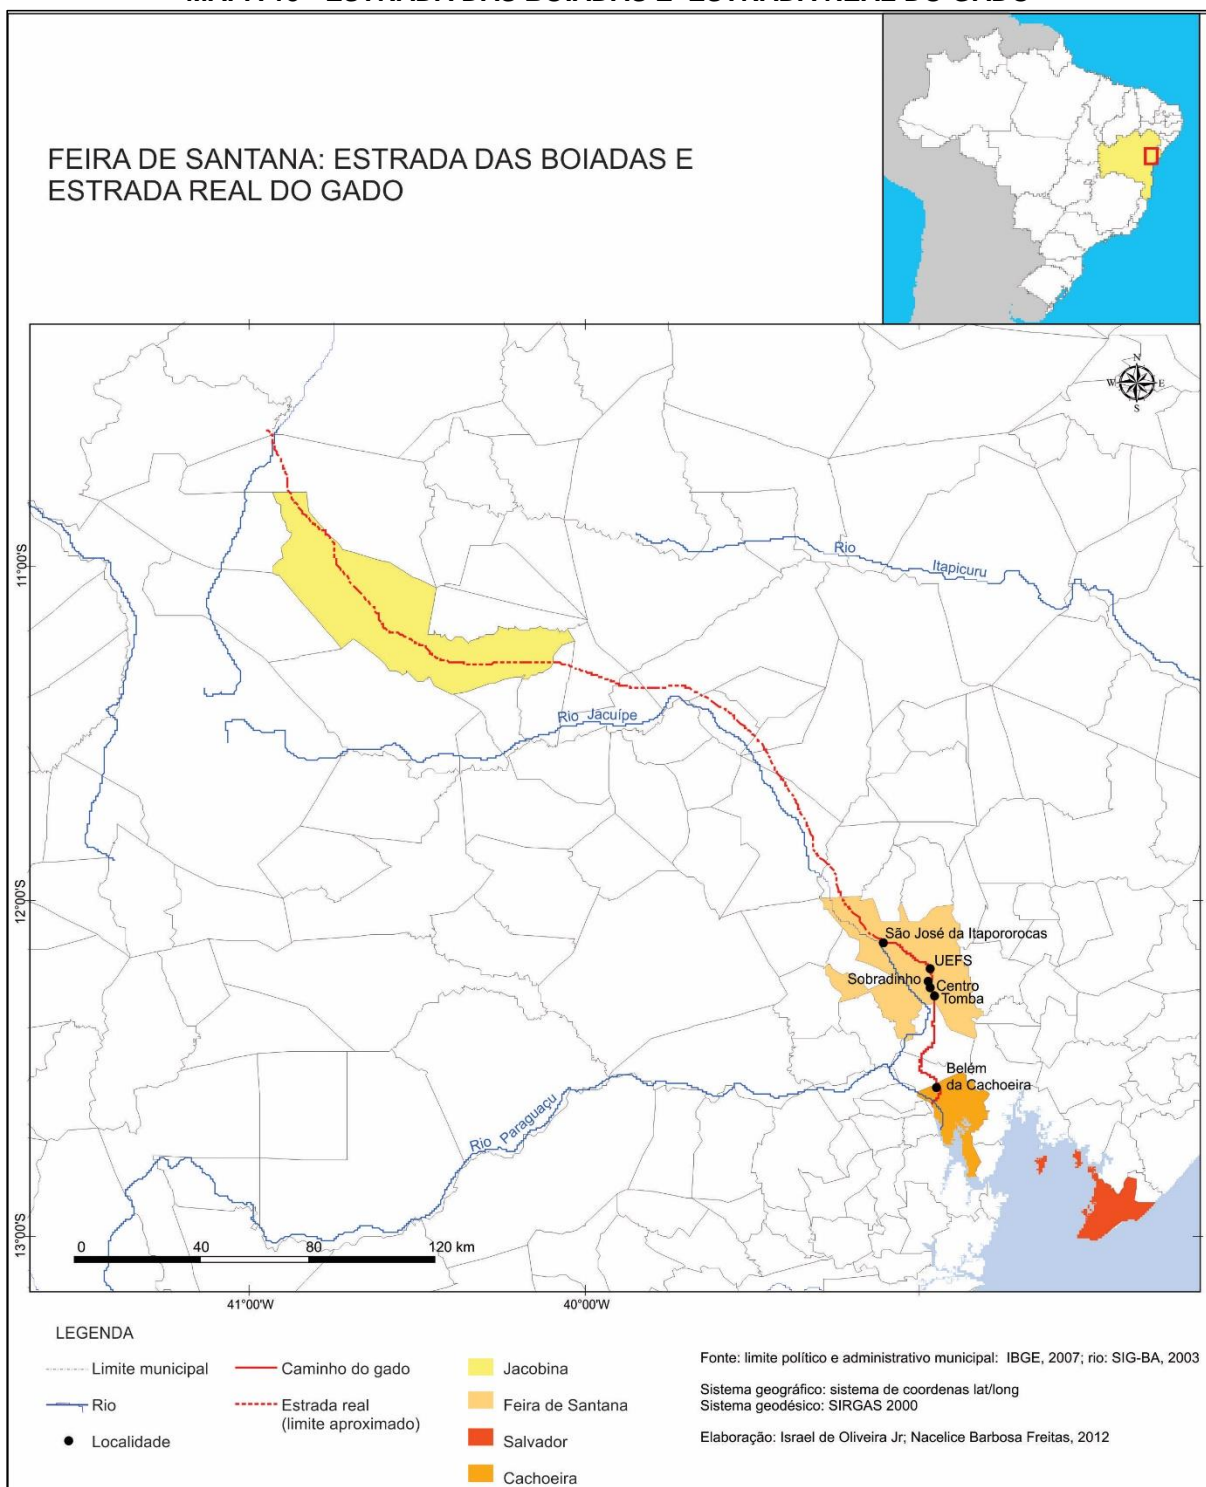 FEIRA DE SANTANA: ESTRADA DAS BOIADAS E
ESTRADA REAL DO GADO
N
W
E
S
11°00'S
12°00'S
13°00'S
Rio
Itapicuru
Rio Jacuípe
São José da Itapororocas
UEFS
Sobradinho
Centro
Tomba
Belém
da Cachoeira
Rio Paraguaçu
0 40 80 120 km
41°00'W
40°00'W
LEGENDA
Limite municipal
Rio
Localidade
Caminho do gado
Estrada real
(limite aproximado)
Jacobina
Feira de Santana
Salvador
Cachoeira
Fonte: limite político e administrativo municipal: IBGE, 2007; rio: SIG-BA, 2003
Sistema geográfico: sistema de coordenas lat/long
Sistema geodésico: SIRGAS 2000
Elaboração: Israel de Oliveira Jr; Nacelice Barbosa Freitas, 2012